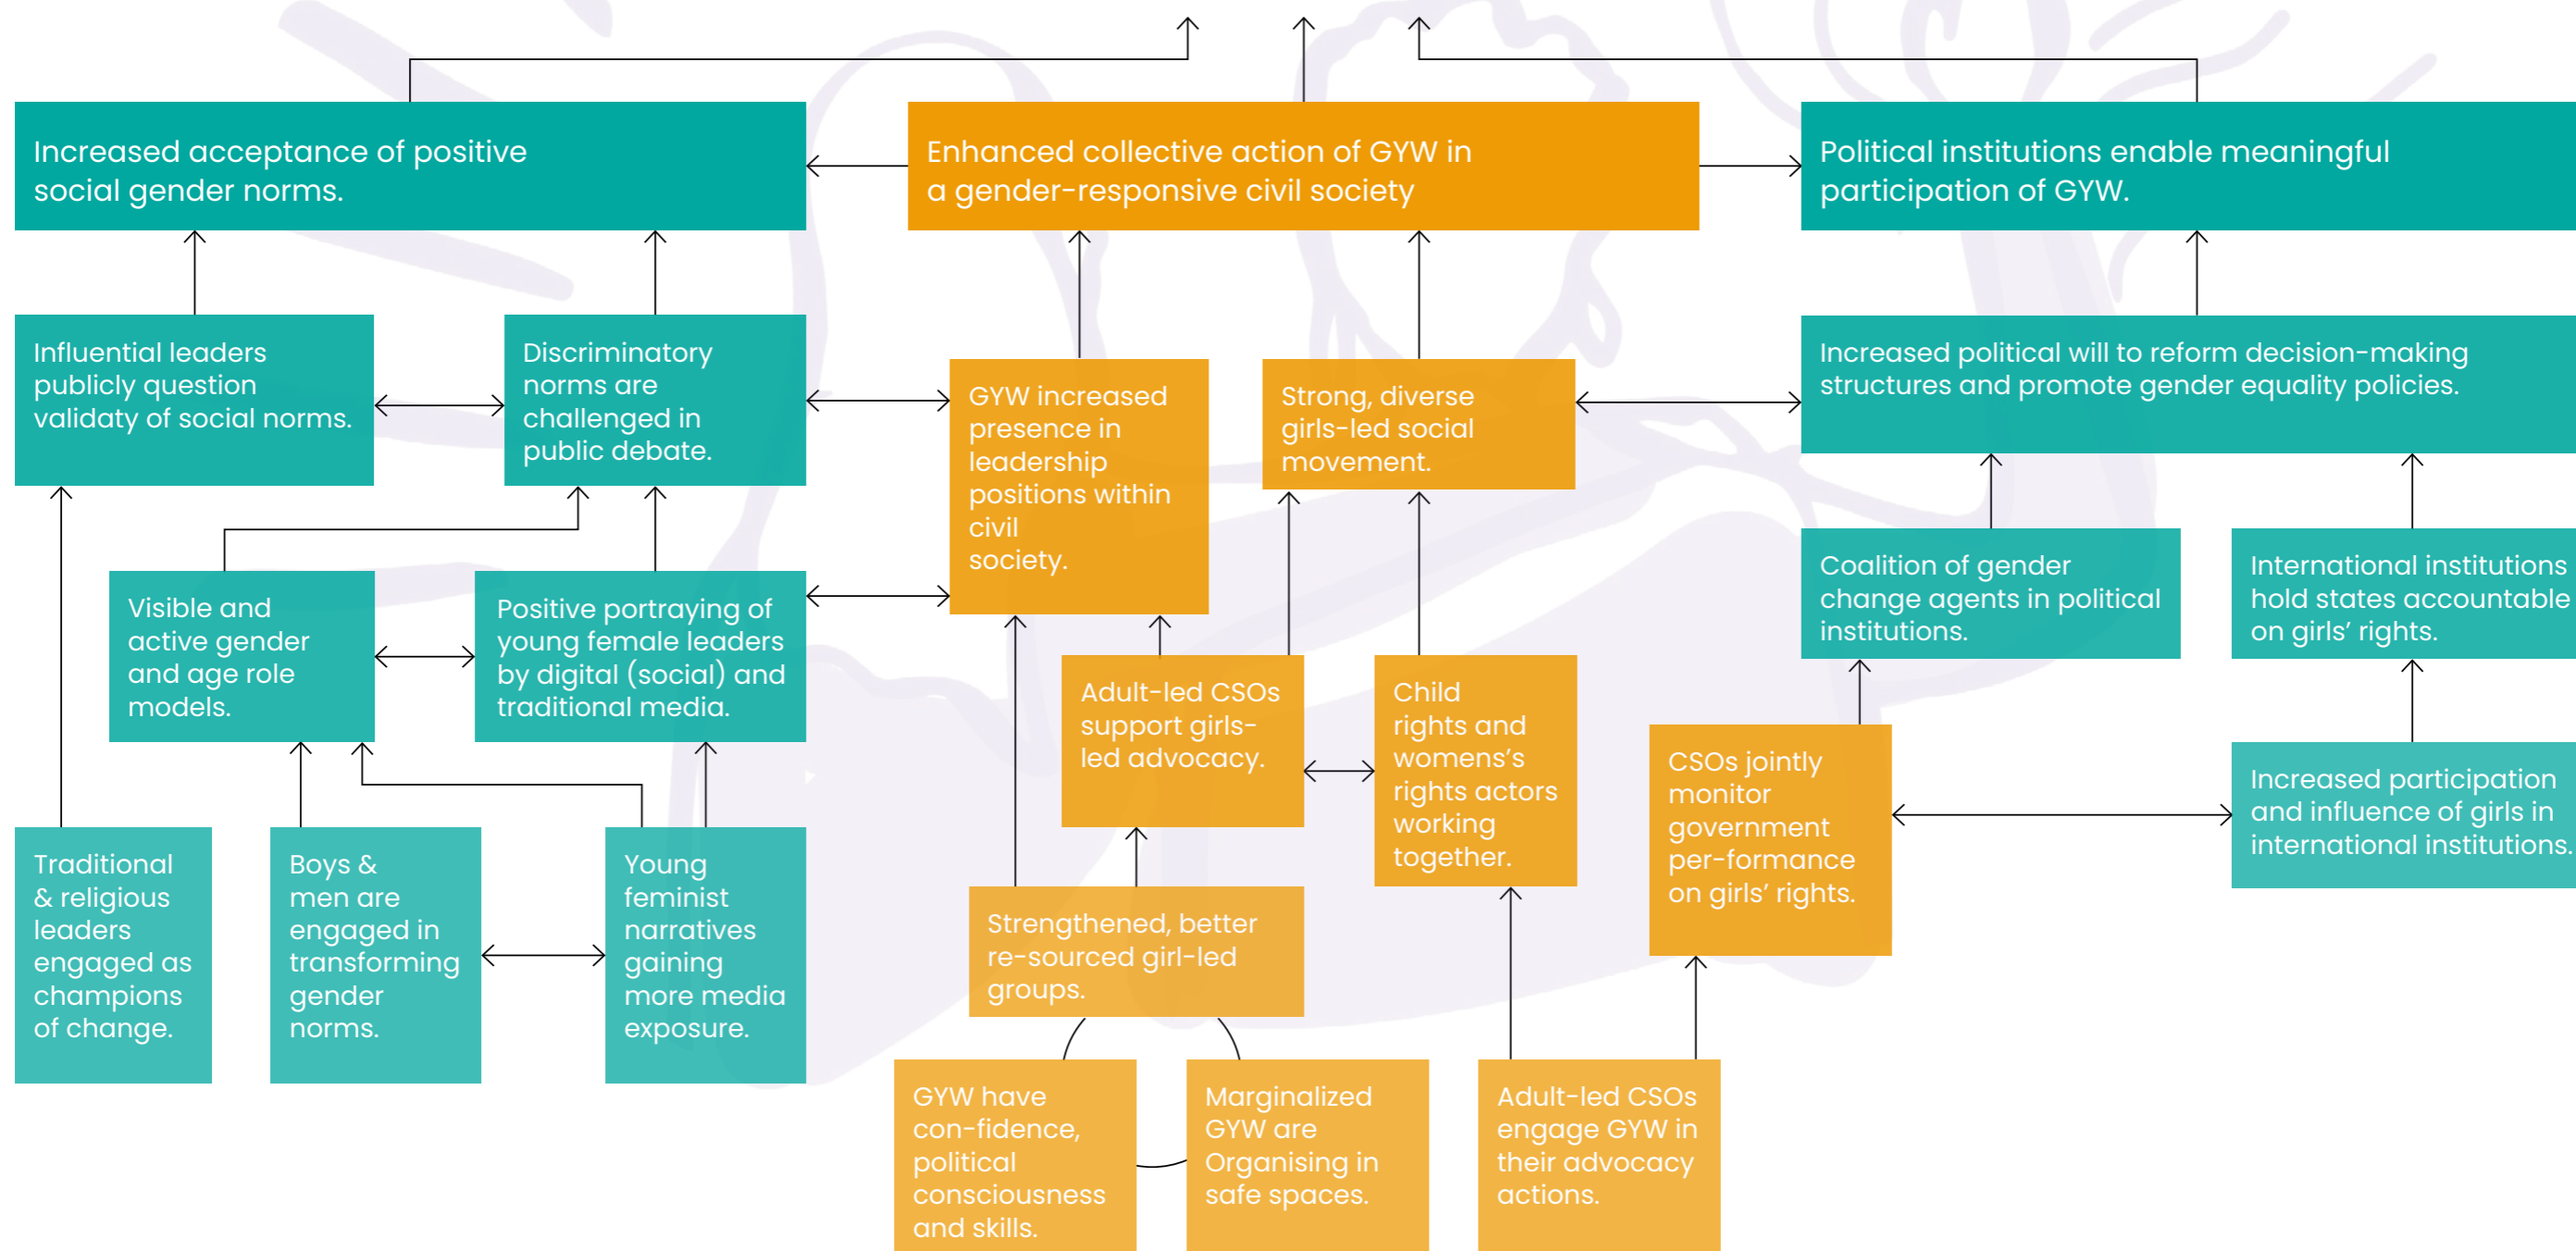 Increased acceptance of positive
social gender norms.
Enhanced collective action of GYW in
a gender-responsive civil society
Political institutions enable meaningful
participation of GYW.
Influential leaders
publicly question
validaty of social norms.
Discriminatory
norms are
challenged in
public debate.
GYW increased
presence in
leadership
positions within
civil
society.
Strong, diverse
girls-led social
movement.
Increased political will to reform decision-making
structures and promote gender equality policies.
Visible and
active gender
and age role
models.
Positive portraying of
young female leaders
by digital (social) and
traditional media.
Adult-led CSOs
support girls-
led advocacy.
Child
rights and
womens's
rights actors
working
together.
Coalition of gender
change agents in political
institutions.
International institutions
hold states accountable
on girls' rights.
CSOs jointly
monitor
government
per-formance
on girls' rights.
Increased participation
and influence of girls in
international institutions.
Traditional
& religious
leaders
engaged as
champions
of change.
Boys &
men are
engaged in
transforming
gender
norms.
Young
feminist
narratives
gaining
more media
exposure.
Strengthened, better
re-sourced girl-led
groups.
GYW have
con-fidence,
political
consciousness
and skills.
Marginalized
GYW are
Organising in
safe spaces.
Adult-led CSOs
engage GYW in
their advocacy
actions.